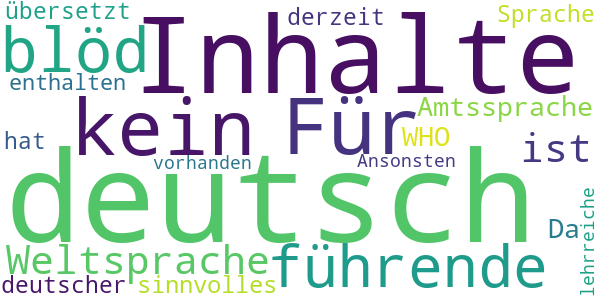 übersetzt
derzeit
Sprache
blöd
Inhalte
enthalten
kein
Für
Amtssprache
hat
WHO
ist
vorhanden
Ansonsten
deutsch
lehrreiche
Da
Weltsprache
führende
deutscher
sinnvolles